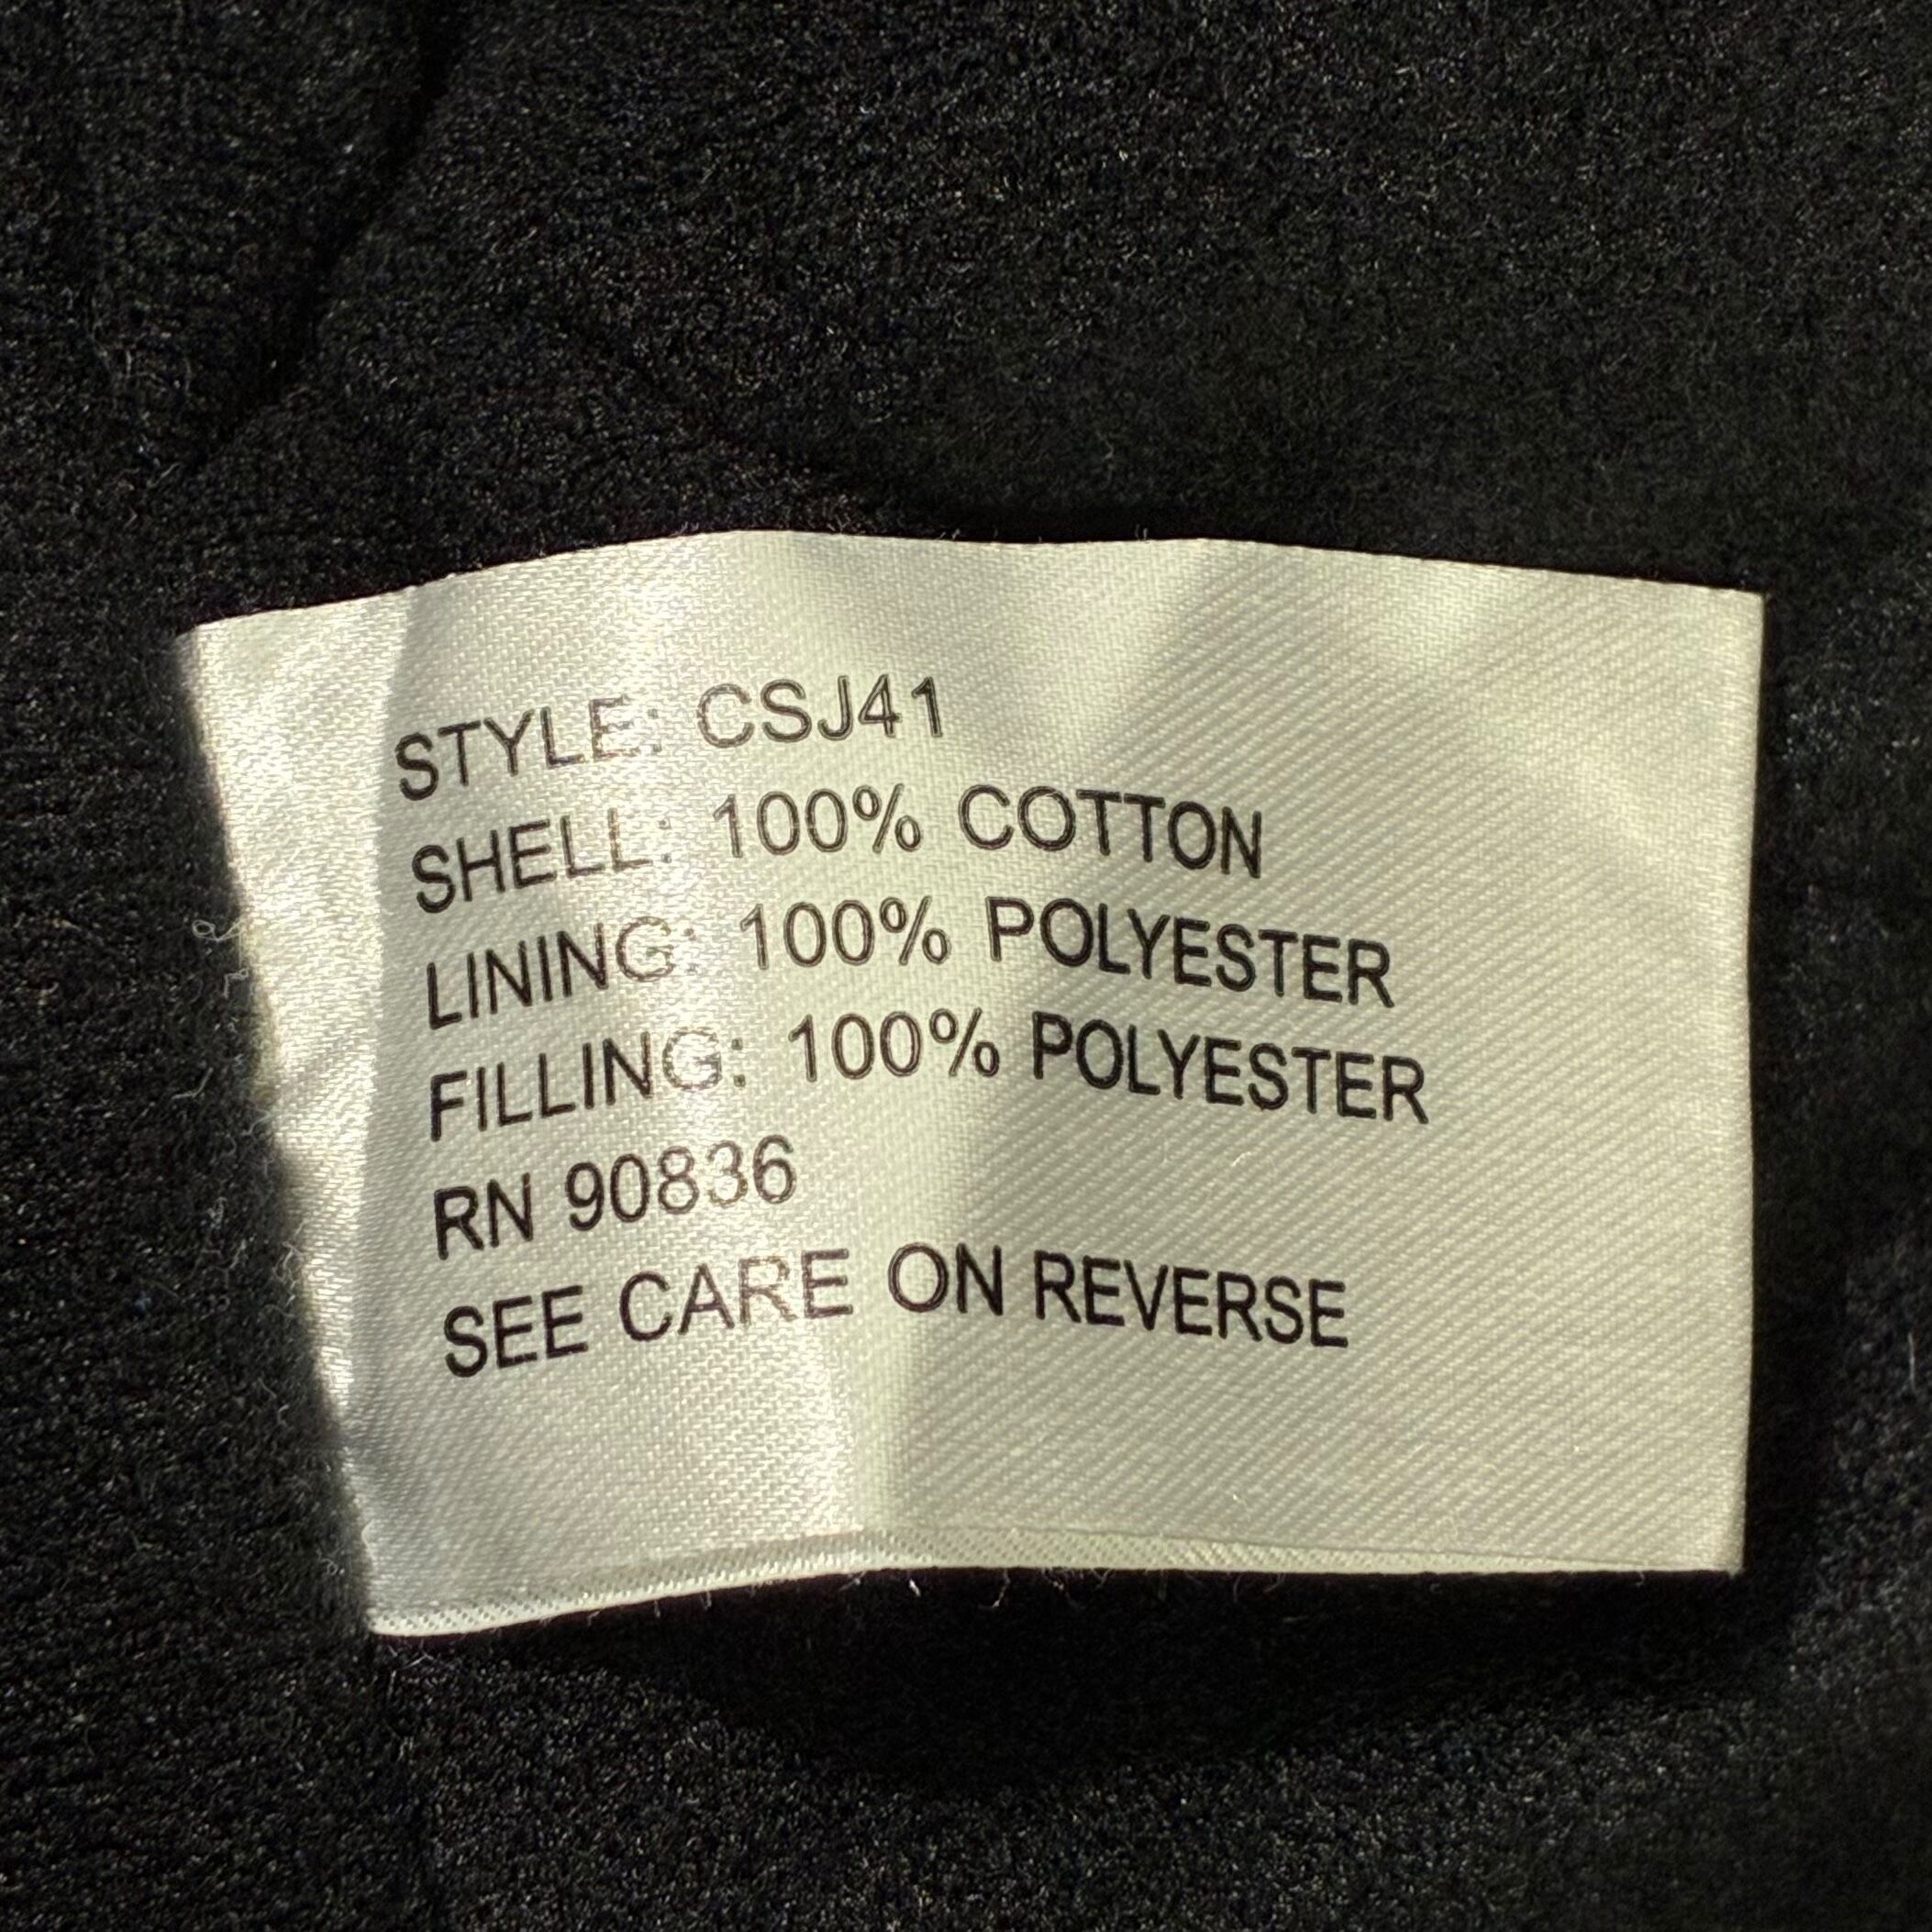 STYLE: CSJ41
SHELL: 100% COTTON
LINING: 100% POLYESTER
FILLING: 100% POLYESTER
RN 90836
SEE CARE ON REVERSE